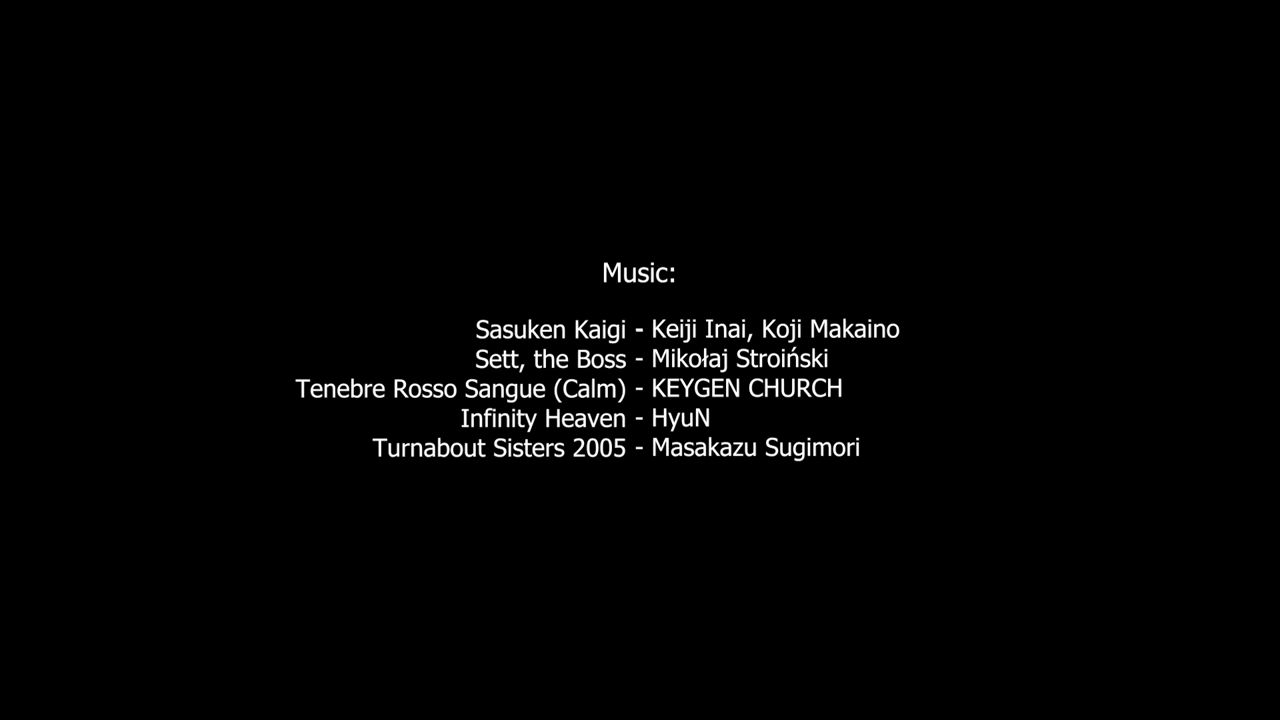 Music:
Sasuken Kaigi - Keiji Inai, Koji Makaino
Sett, the Boss - Mikołaj Stroiński
Tenebre Rosso Sangue (Calm) - KEYGEN CHURCH
Infinity Heaven - HyuN
Turnabout Sisters 2005 - Masakazu Sugimori